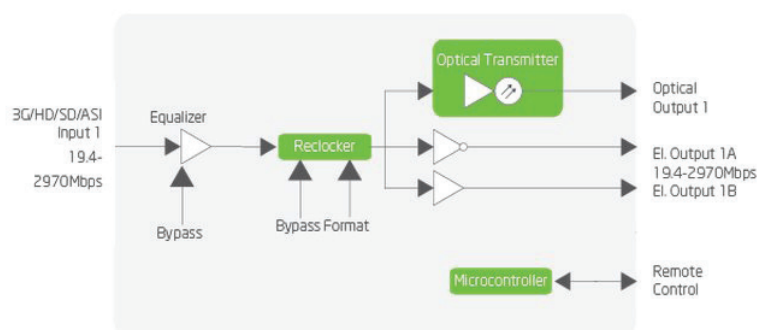 Optical Transmitter
Optical
Output 1
3G/HD/SD/ASI
Input 1
19.4-
2970Mbps
Equalizer
Reclocker
El. Output 1A
19.4-2970Mbps
El. Output 1B
Bypass
Bypass Format
Microcontroller
Remote
Control